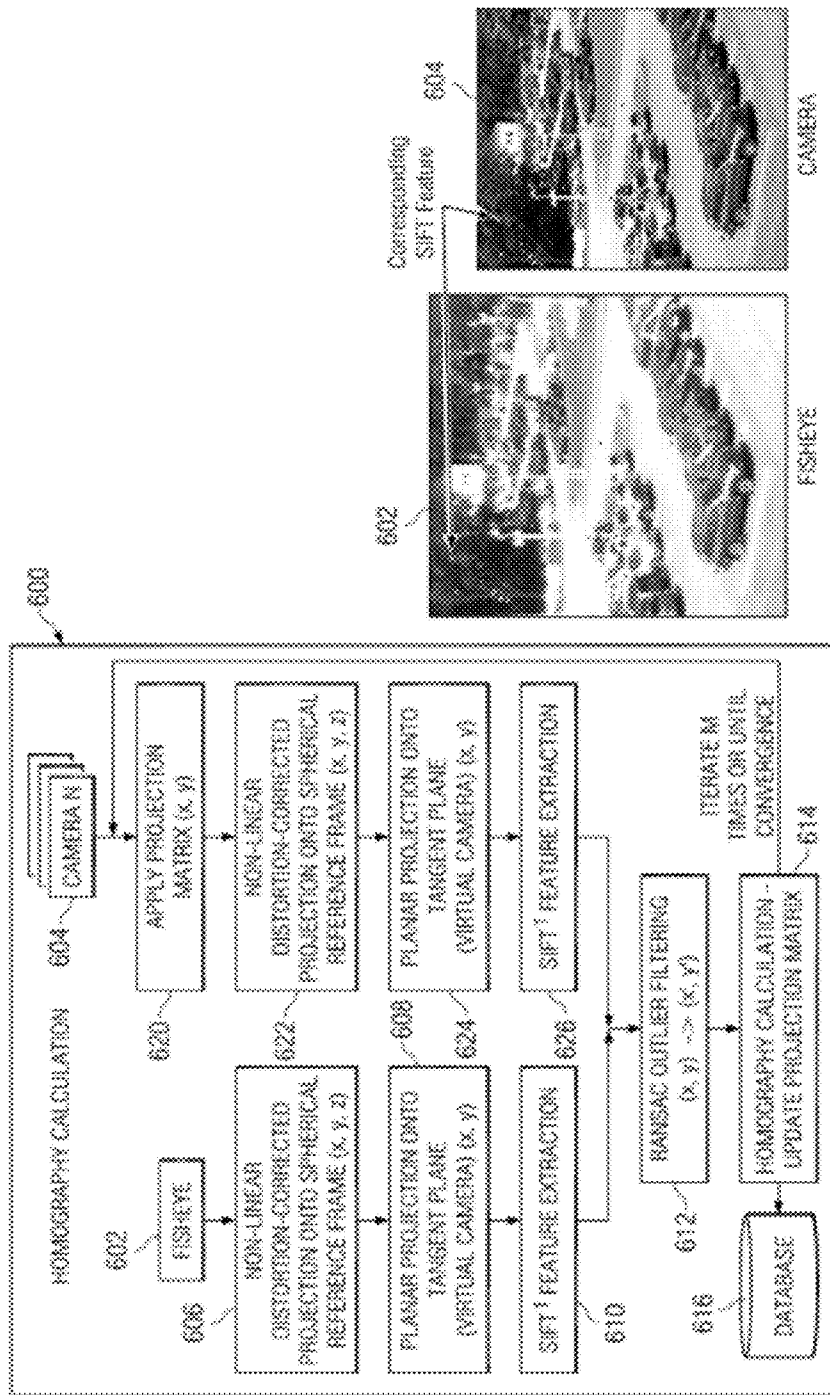 600
HOMOGRAPHY CALCULATION
602
FISHEYE
606
NON-LINEAR
DISTORTION-CORRECTED
PROJECTION ONTO SPHERICAL
REFERENCE FRAME (x, y, z)
608
PLANAR PROJECTION ONTO
TANGENT PLANE
(VIRTUAL CAMERA) (x, y)
610
SIFT¹ FEATURE EXTRACTION
604
CAMERA N
620
APPLY PROJECTION
MATRIX (x, y)
622
NON-LINEAR
DISTORTION-CORRECTED
PROJECTION ONTO SPHERICAL
REFERENCE FRAME (x, y, z)
624
PLANAR PROJECTION ONTO
TANGENT PLANE
(VIRTUAL CAMERA) (x, y)
626
SIFT¹ FEATURE EXTRACTION
612
RANSAC OUTLIER FILTERING
(x, y) -> (x', y')
614
HOMOGRAPHY CALCULATION -
UPDATE PROJECTION MATRIX
ITERATE M
TIMES OR UNTIL
CONVERGENCE
616
DATABASE
602
FISHEYE
Corresponding
SIFT Feature
604
CAMERA